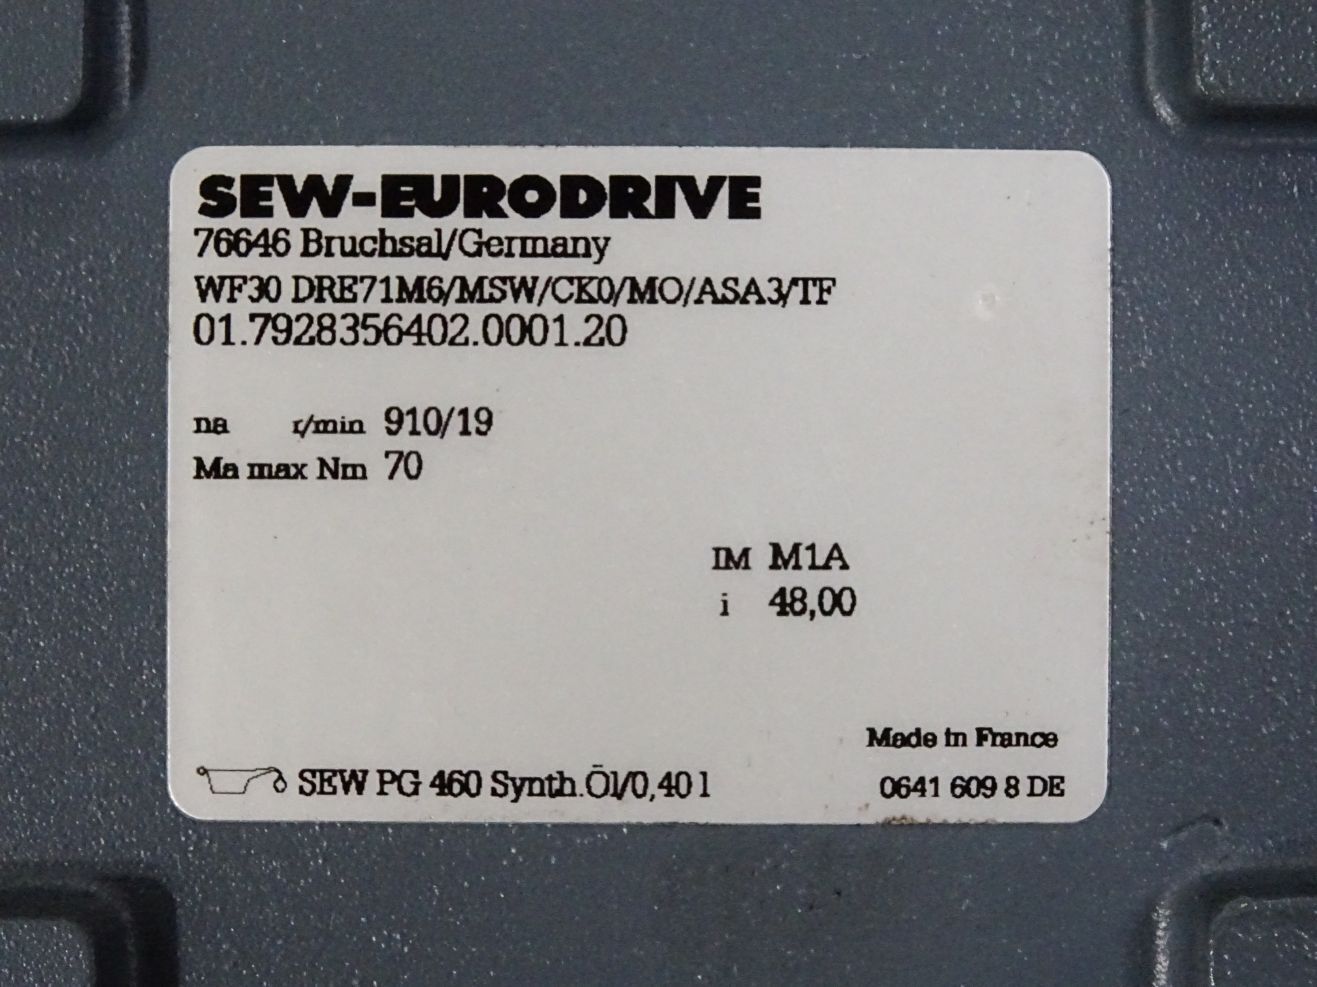 SEW-EURODRIVE
76646 Bruchsal/Germany
WF30 DRE71M6/MSW/CK0/MO/ASA3/TF
01.7928356402.0001.20
na r/min 910/19
Ma max Nm 70
IM M1A
i 48,00
Made in France
SEW PG 460 Synth.Öl/0,40 l
0641 609 8 DE